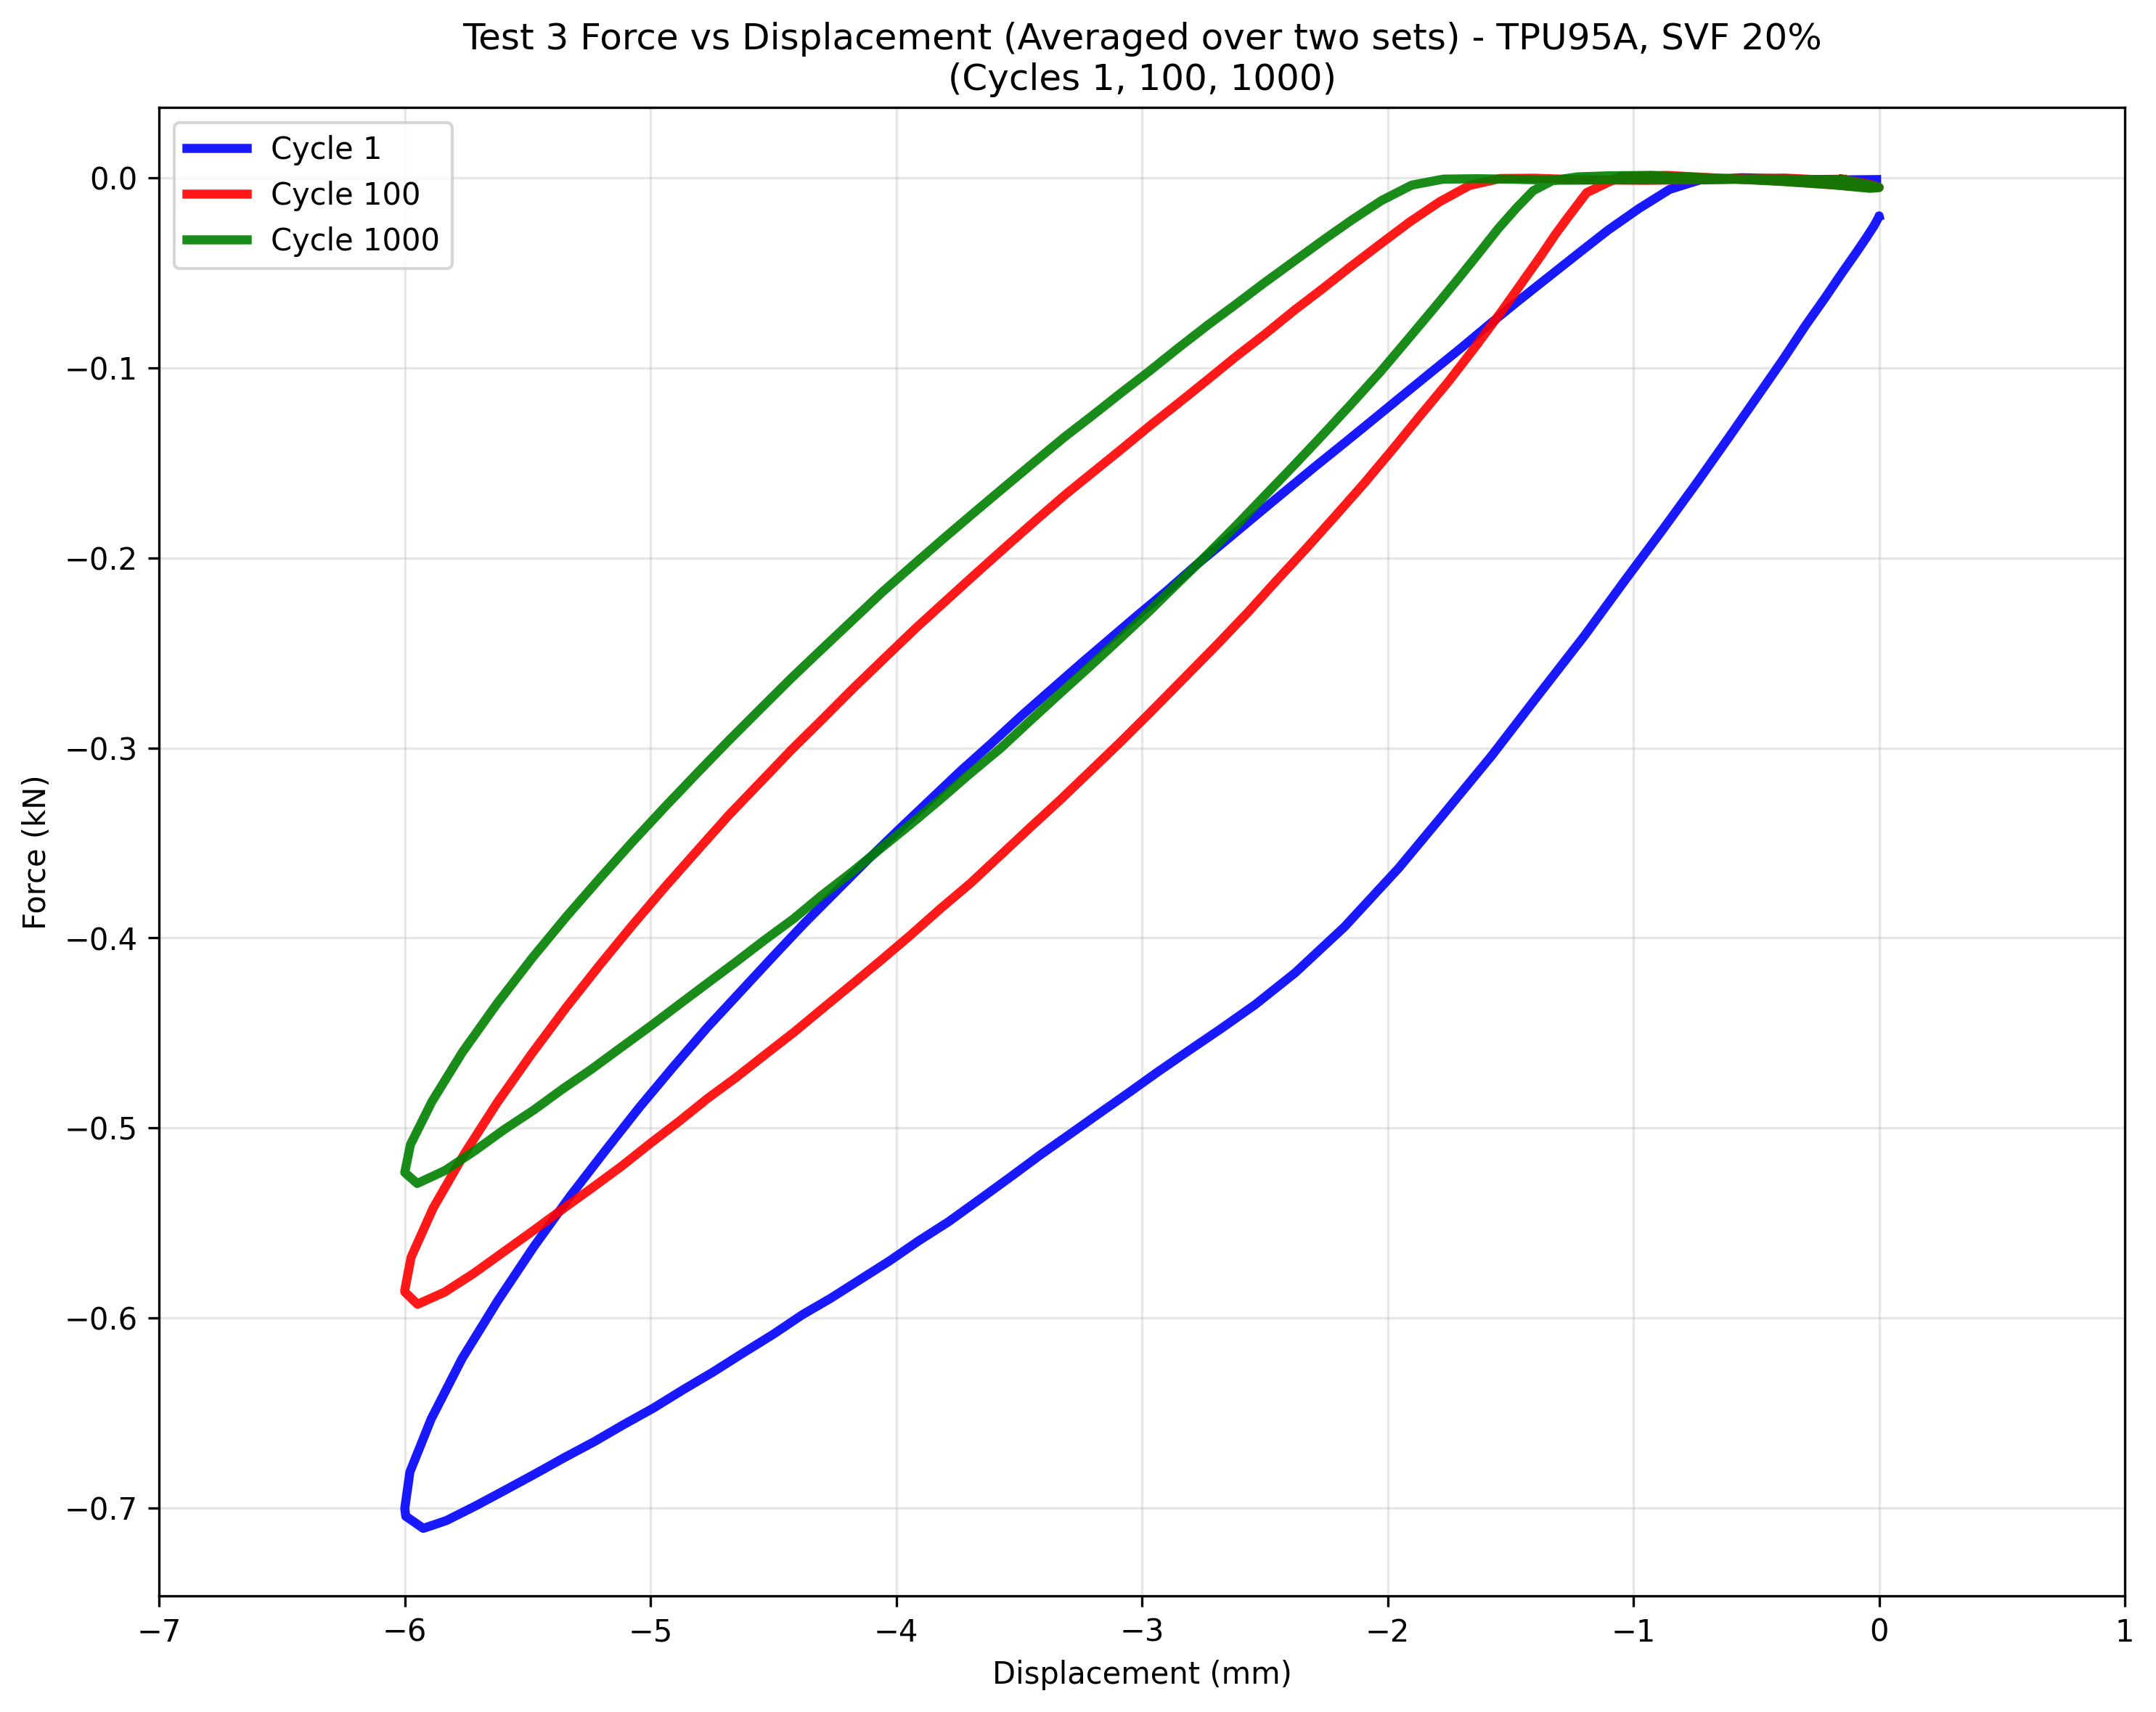 Test 3 Force vs Displacement (Averaged over two sets) - TPU95A, SVF 20%
(Cycles 1, 100, 1000)
Cycle 1
Cycle 100
Cycle 1000
0.0
−0.1
−0.2
−0.3
−0.4
−0.5
−0.6
−0.7
Force (kN)
−7
−6
−5
−4
−3
−2
−1
0
1
Displacement (mm)